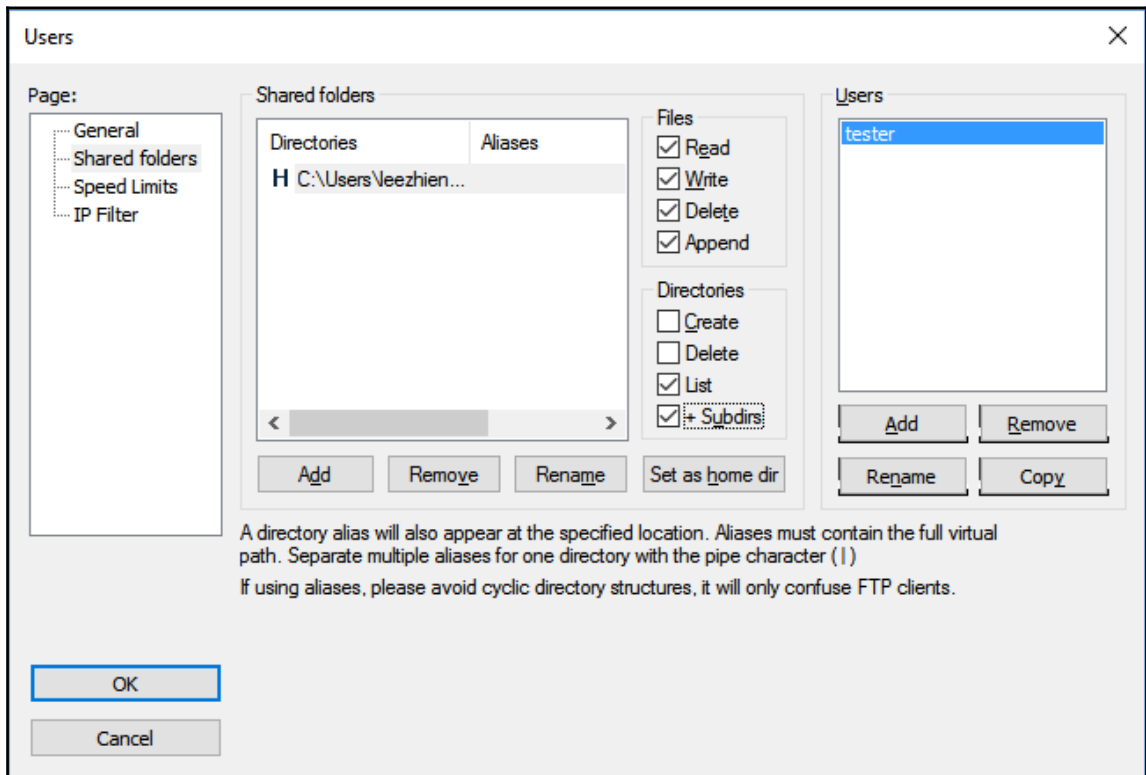 Users
Page:
General
Shared folders
Speed Limits
IP Filter
Shared folders
Directories Aliases
H C:\Users\leezhien...
Files
Read
Write
Delete
Append
Directories
Create
Delete
List
+ Subdirs
Add Remove Rename Set as home dir
Users
tester
Add Remove
Rename Copy
A directory alias will also appear at the specified location. Aliases must contain the full virtual
path. Separate multiple aliases for one directory with the pipe character (|)
If using aliases, please avoid cyclic directory structures, it will only confuse FTP clients.
OK
Cancel